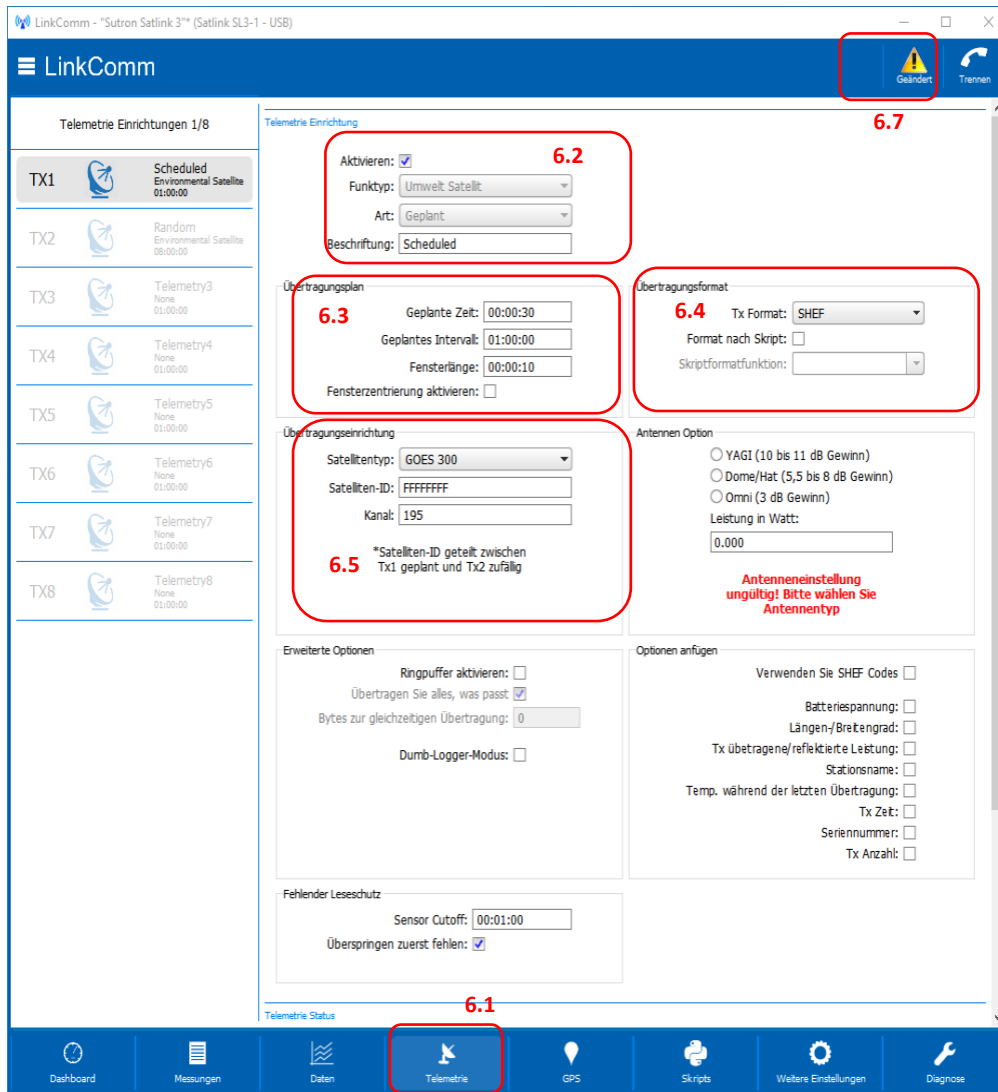 LinkComm - "Sutron Satlink 3"* (Satlink SL3-1 - USB)
LinkComm
Geändert
Trennen
6.7
Telemetrie Einrichtungen 1/8
TX1
Scheduled
Environmental Satellite
01:00:00
TX2
Random
Environmental Satellite
08:00:00
TX3
Telemetry3
None
01:00:00
TX4
Telemetry4
None
01:00:00
TX5
Telemetry5
None
01:00:00
TX6
Telemetry6
None
01:00:00
TX7
Telemetry7
None
01:00:00
TX8
Telemetry8
None
01:00:00
Telemetrie Einrichtung
6.2
Aktivieren:
Funktyp: Umwelt Satellit
Art: Geplant
Beschriftung: Scheduled
Übertragungsplan
6.3
Geplante Zeit: 00:00:30
Geplantes Intervall: 01:00:00
Fensterlänge: 00:00:10
Fensterzentrierung aktivieren:
Übertragungsformat
6.4
Tx Format: SHEF
Format nach Skript:
Skriptformatfunktion:
Übertragungseinrichtung
Satellitentyp: GOES 300
Satelliten-ID: FFFFFFFF
Kanal: 195
*Satelliten-ID geteilt zwischen
Tx1 geplant und Tx2 zufällig
6.5
Antennen Option
YAGI (10 bis 11 dB Gewinn)
Dome/Hat (5,5 bis 8 dB Gewinn)
Omni (3 dB Gewinn)
Leistung in Watt:
0.000
Antenneneinstellung
ungültig! Bitte wählen Sie
Antennentyp
Erweiterte Optionen
Ringpuffer aktivieren:
Übertragen Sie alles, was passt
Bytes zur gleichzeitigen Übertragung: 0
Dumb-Logger-Modus:
Optionen anfügen
Verwenden Sie SHEF Codes
Batteriespannung:
Längen-/Breitengrad:
Tx übetragene/reflektierte Leistung:
Stationsname:
Temp. während der letzten Übertragung:
Tx Zeit:
Seriennummer:
Tx Anzahl:
Fehlender Leseschutz
Sensor Cutoff: 00:01:00
Überspringen zuerst fehlen:
6.1
Telemetrie Status
Dashboard
Messungen
Daten
Telemetrie
GPS
Skripts
Weitere Einstellungen
Diagnose